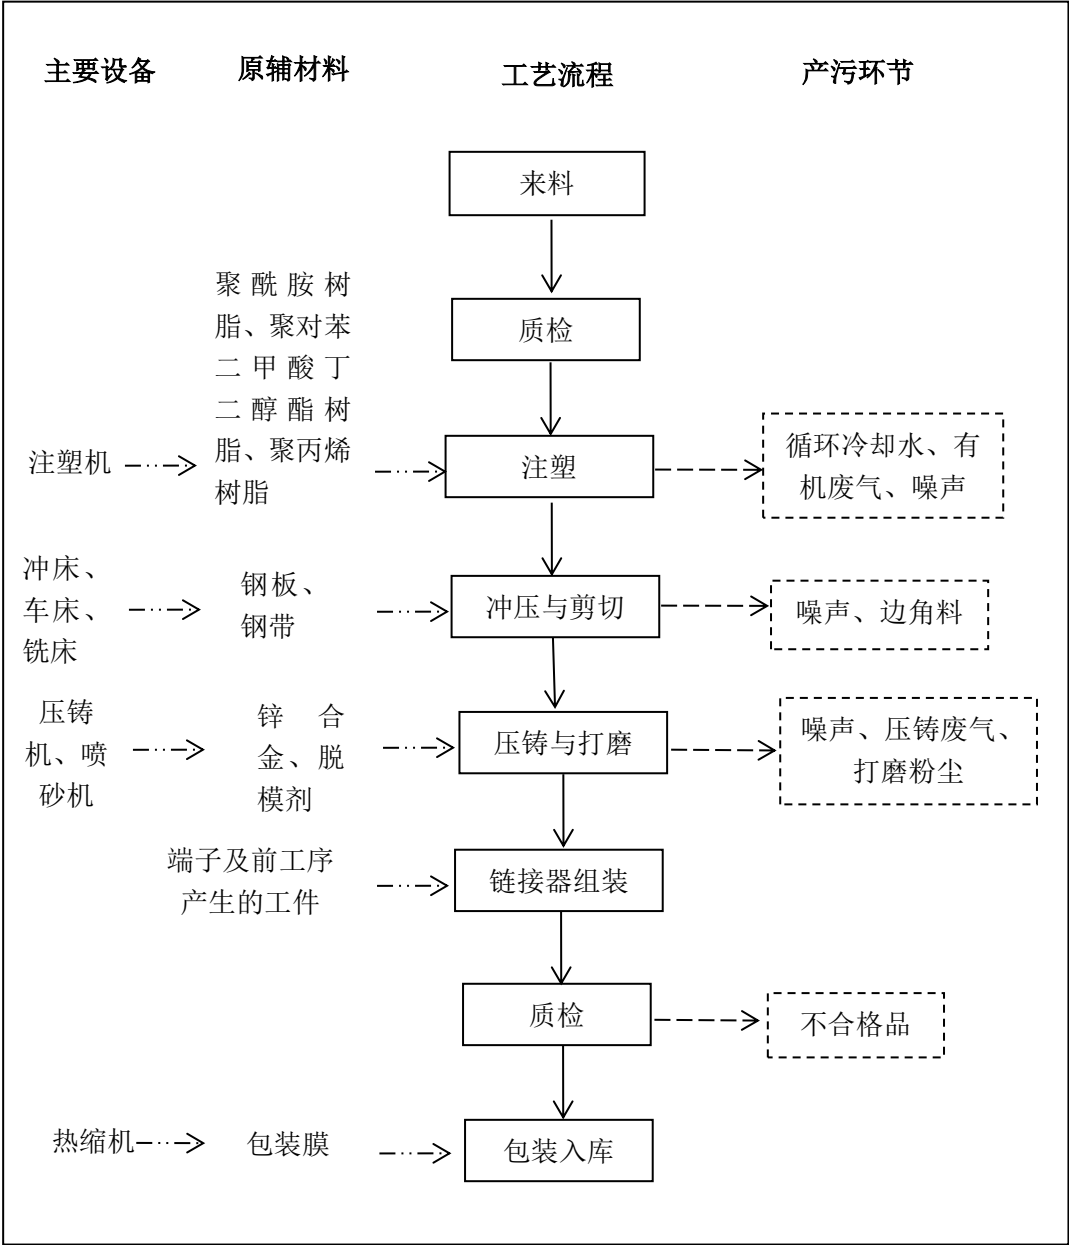 主要设备
原辅材料
工艺流程
产污环节
来料
质检
聚酰胺树
脂、聚对苯
二甲酸丁
二醇酯树
脂、聚丙烯
树脂
注塑机
注塑
循环冷却水、有
机废气、噪声
冲床、
车床、
铣床
钢板、
钢带
冲压与剪切
噪声、边角料
压铸
机、喷
砂机
锌合
金、脱
模剂
压铸与打磨
噪声、压铸废气、
打磨粉尘
端子及前工序
产生的工件
链接器组装
质检
不合格品
热缩机
包装膜
包装入库